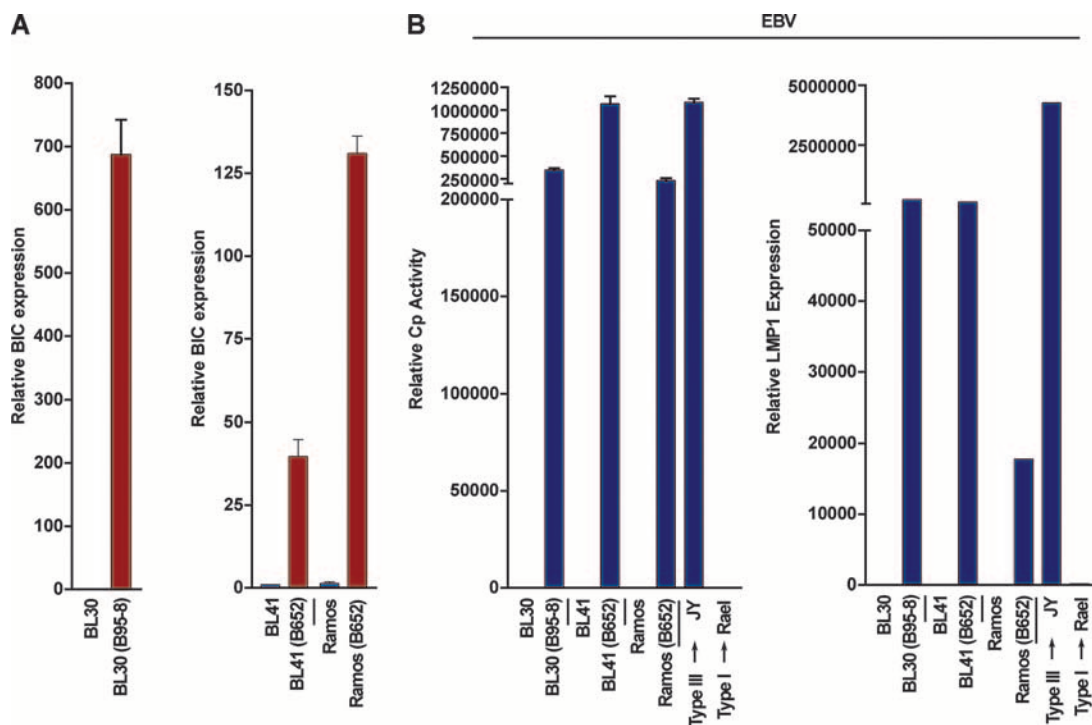 A
Relative BIC expression
800
700
600
500
400
300
200
100
0
BL30
BL30 (B95-8)
Relative BIC expression
150
125
100
75
50
25
0
BL41
BL41 (B652)
Ramos
Ramos (B652)
B
EBV
Relative Cp Activity
1250000
1000000
750000
500000
250000
200000
150000
100000
50000
0
BL30
BL30 (B95-8)
BL41
BL41 (B652)
Ramos
Ramos (B652)
Type III → JY
Type I → Rael
Relative LMP1 Expression
5000000
2500000
50000
40000
30000
20000
10000
0
BL30
BL30 (B95-8)
BL41
BL41 (B652)
Ramos
Ramos (B652)
Type III → JY
Type I → Rael